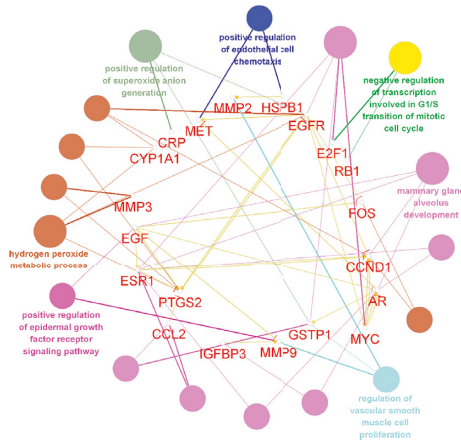 positive regulation
of endothelial cell
chemotaxis
positive regulation
of superoxide anion
generation
negative regulation
of transcription
involved in G1/S
transition of mitotic
cell cycle
MMP2
HSPB1
MET
EGFR
CRP
E2F1
CYP1A1
RB1
mammary gland
alveolus
development
MMP3
FOS
EGF
hydrogen peroxide
metabolic process
CCND1
ESR1
PTGS2
AR
positive regulation
of epidermal growth
factor receptor
signaling pathway
CCL2
GSTP1
MYC
IGFBP3
MMP9
regulation of
vascular smooth
muscle cell
proliferation